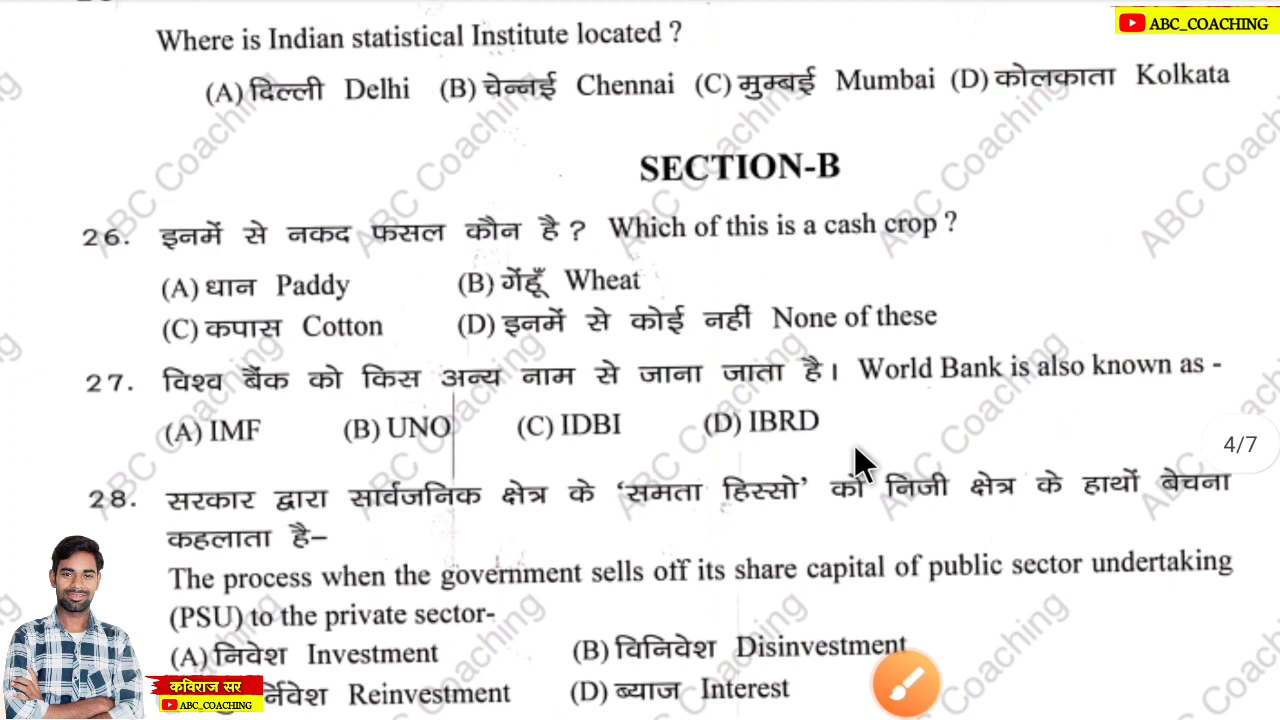 ABC_COACHING
Where is Indian statistical Institute located ?
(A) दिल्ली Delhi (B) चेन्नई Chennai (C) मुम्बई Mumbai (D) कोलकाता Kolkata
SECTION-B
26. इनमें से नकद फसल कौन है ? Which of this is a cash crop ?
(A) धान Paddy (B) गेंहूँ Wheat
(C) कपास Cotton (D) इनमें से कोई नहीं None of these
27. विश्व बैंक को किस अन्य नाम से जाना जाता है। World Bank is also known as -
(A) IMF (B) UNO (C) IDBI (D) IBRD
4/7
28. सरकार द्वारा सार्वजनिक क्षेत्र के ‘समता हिस्सो’ को निजी क्षेत्र के हाथों बेचना
कहलाता है–
The process when the government sells off its share capital of public sector undertaking
(PSU) to the private sector-
(A) निवेश Investment (B) विनिवेश Disinvestment
Reinvestment (D) ब्याज Interest
कविराज सर
ABC_COACHING
ABC Coaching